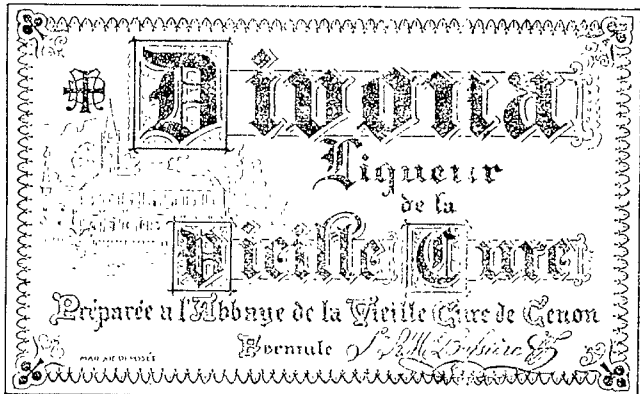 Divona
Liqueur
de la
Vieille Cure
Préparée a l'Abbaye de la Vieille Cure de Cenon
Formule